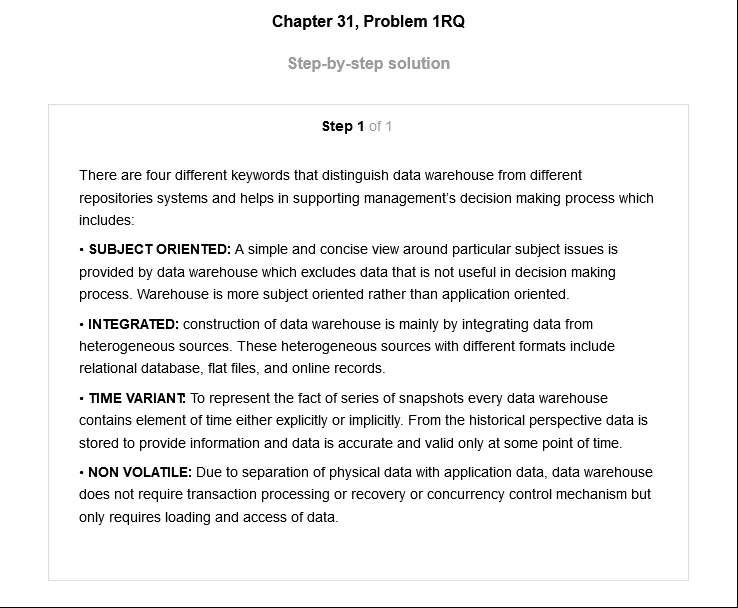 Chapter 31, Problem 1RQ
Step-by-step solution
Step 1 of 1
There are four different keywords that distinguish data warehouse from different
repositories systems and helps in supporting management's decision making process which
includes:
• SUBJECT ORIENTED: A simple and concise view around particular subject issues is
provided by data warehouse which excludes data that is not useful in decision making
process. Warehouse is more subject oriented rather than application oriented.
• INTEGRATED: construction of data warehouse is mainly by integrating data from
heterogeneous sources. These heterogeneous sources with different formats include
relational database, flat files, and online records.
• TIME VARIANT: To represent the fact of series of snapshots every data warehouse
contains element of time either explicitly or implicitly. From the historical perspective data is
stored to provide information and data is accurate and valid only at some point of time.
• NON VOLATILE: Due to separation of physical data with application data, data warehouse
does not require transaction processing or recovery or concurrency control mechanism but
only requires loading and access of data.